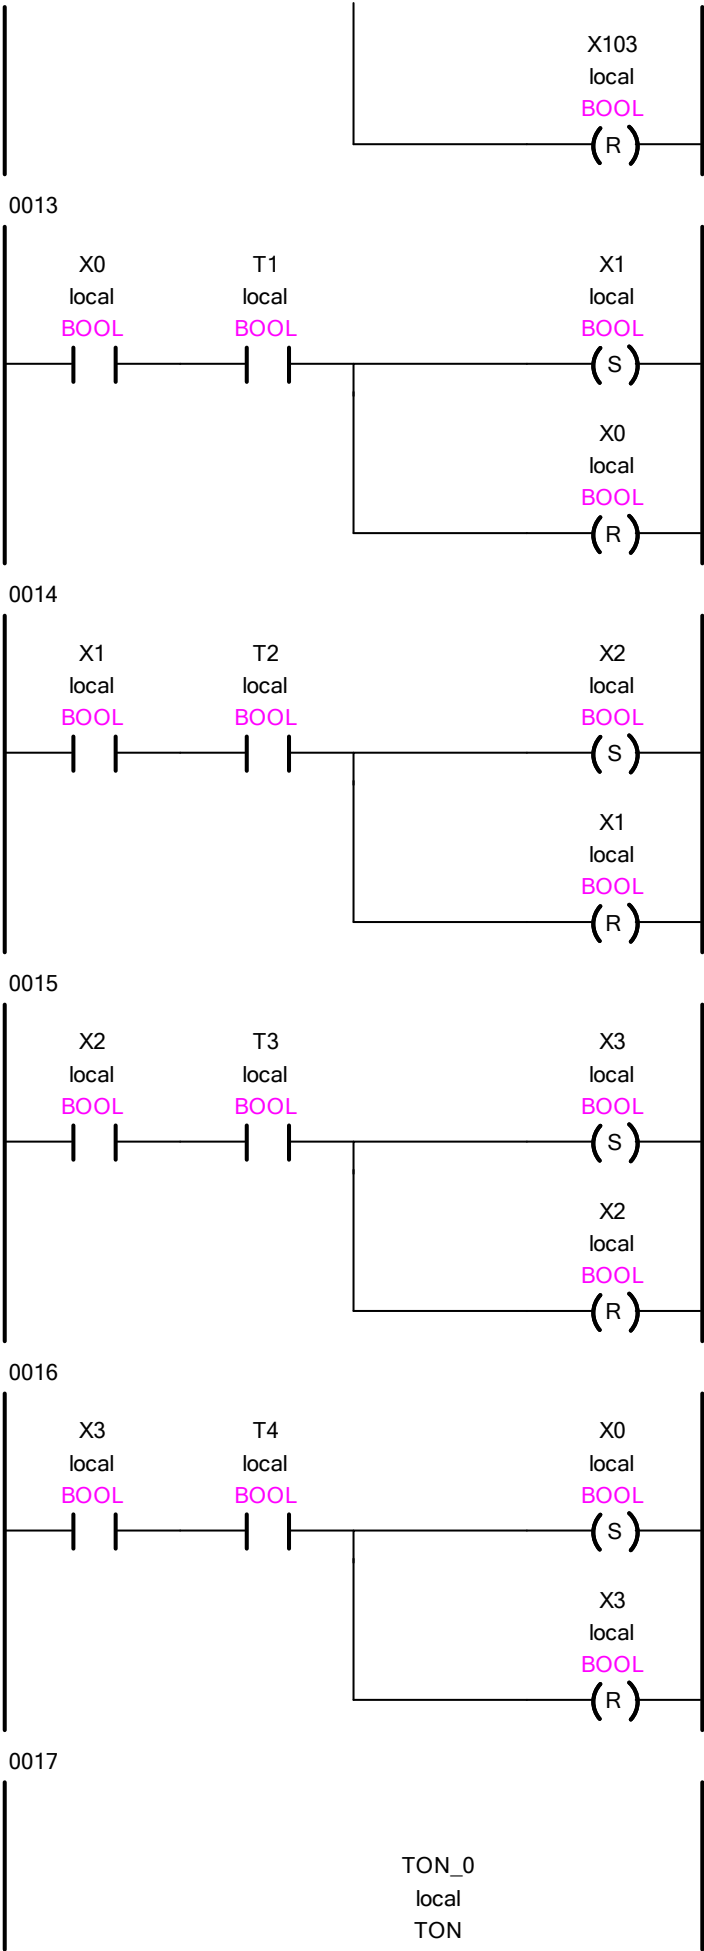 X103
local
BOOL
R
0013
X0 T1 X1
local local local
BOOL BOOL BOOL
S
X0
local
BOOL
R
0014
X1 T2 X2
local local local
BOOL BOOL BOOL
S
X1
local
BOOL
R
0015
X2 T3 X3
local local local
BOOL BOOL BOOL
S
X2
local
BOOL
R
0016
X3 T4 X0
local local local
BOOL BOOL BOOL
S
X3
local
BOOL
R
0017
TON_0
local
TON